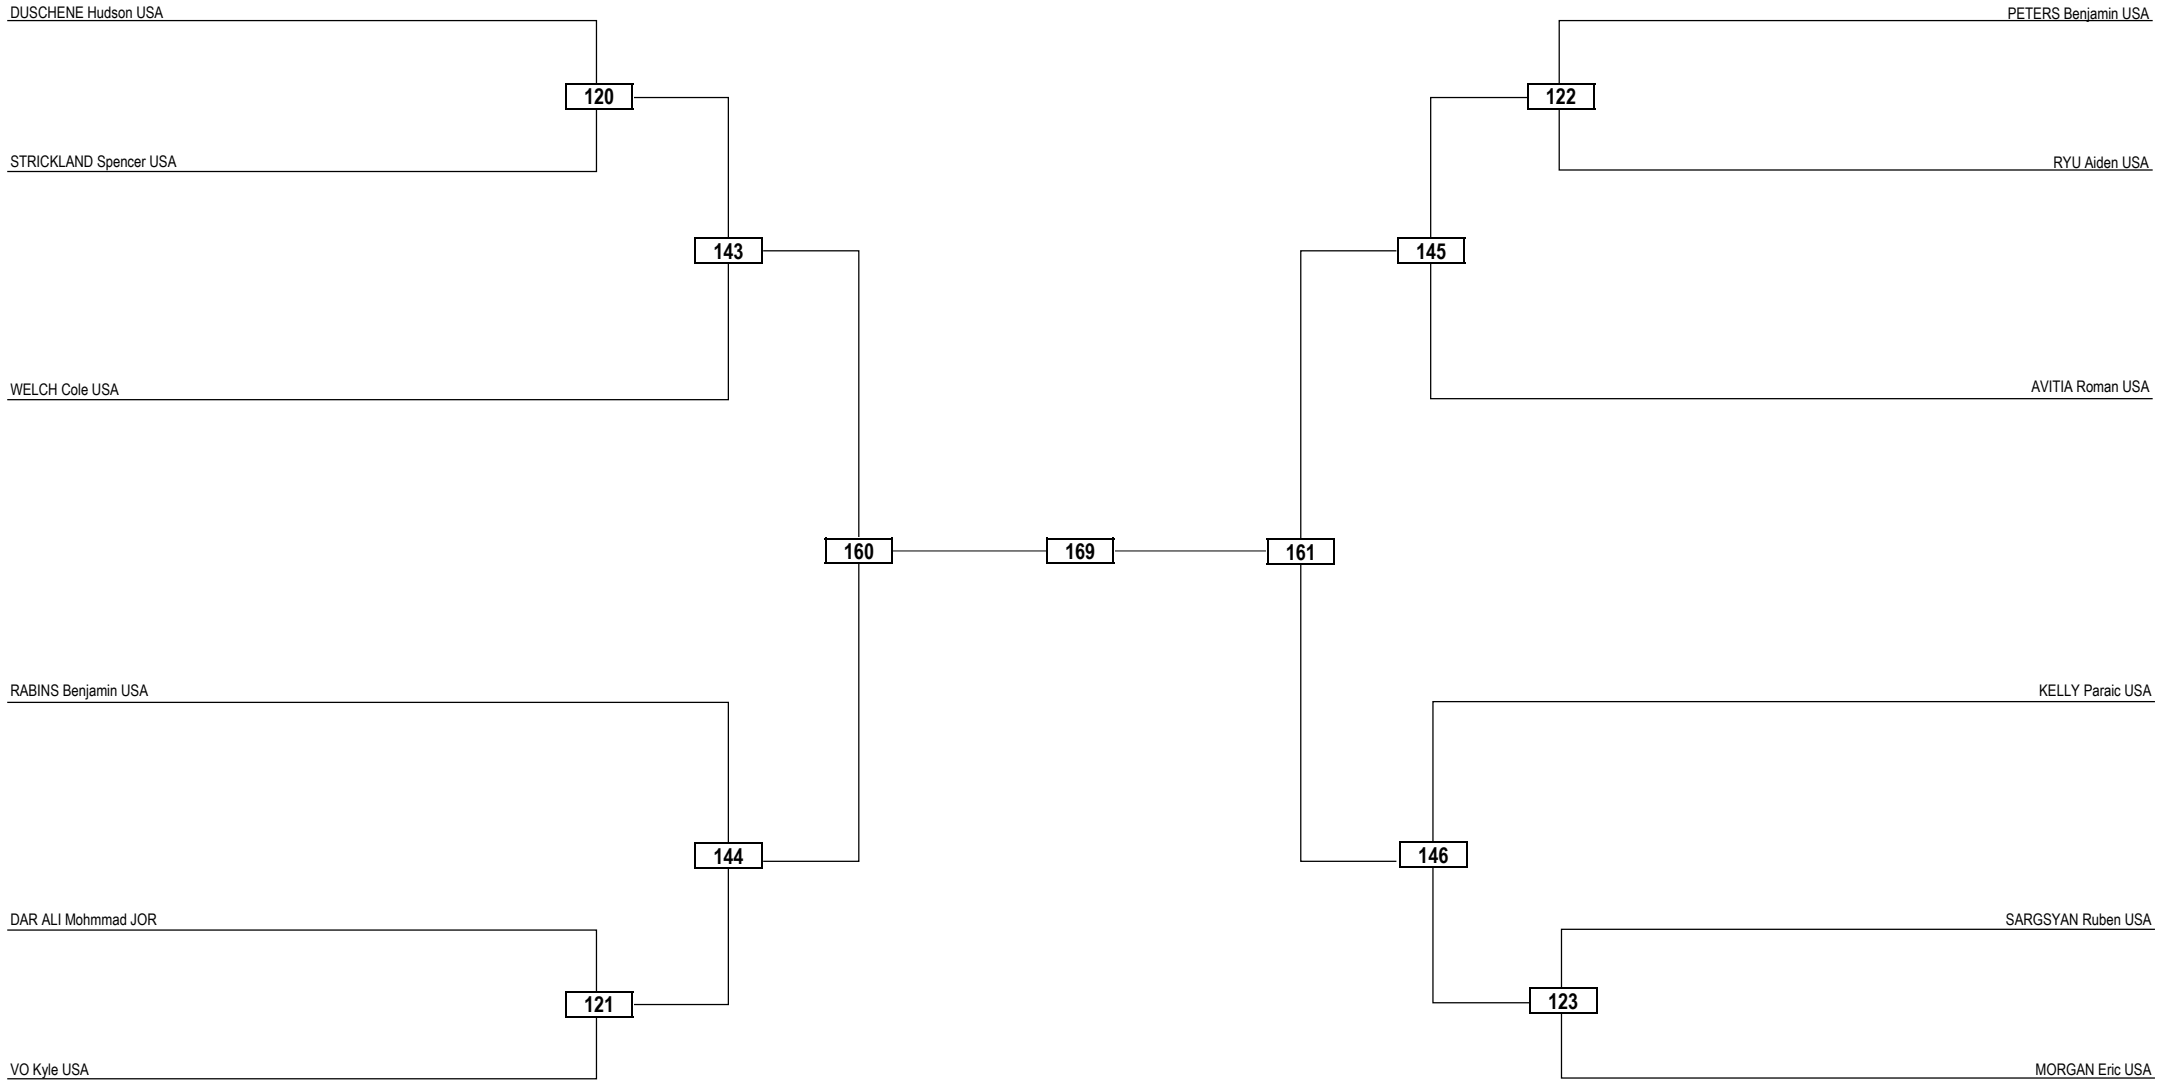 DUSCHENE Hudson USA
PETERS Benjamin USA
120
122
STRICKLAND Spencer USA
RYU Aiden USA
143
145
WELCH Cole USA
AVITIA Roman USA
160
169
161
RABINS Benjamin USA
KELLY Paraic USA
144
146
DAR ALI Mohmmad JOR
SARGSYAN Ruben USA
121
123
VO Kyle USA
MORGAN Eric USA